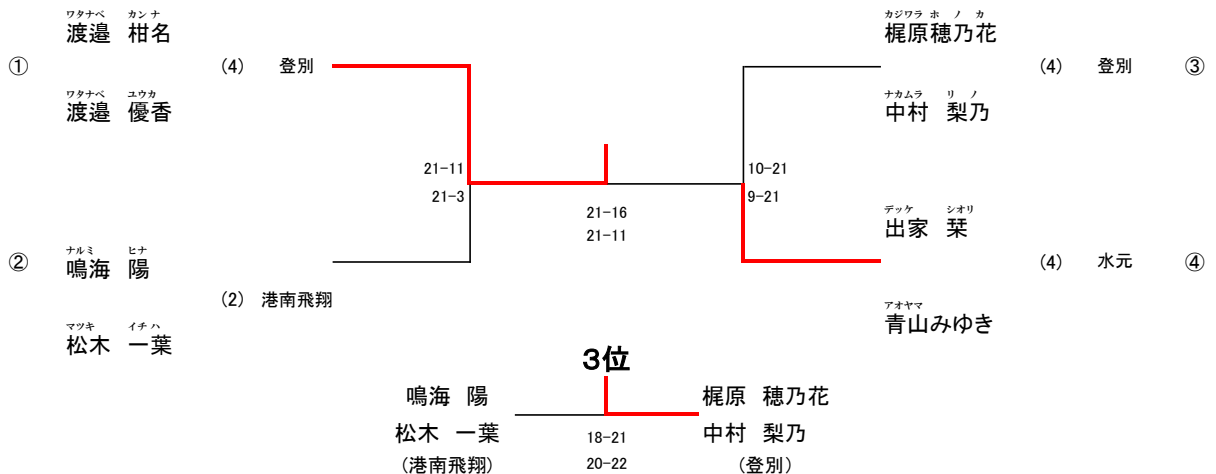 ワタナベ カンナ
渡邉 柑名
① (4) 登別
ワタナベ ユウカ
渡邉 優香
カジワラ ホ ノ カ
梶原穂乃花
(4) 登別 ③
ナカムラ リ ノ
中村 梨乃
21-11
21-3
10-21
9-21
21-16
21-11
ナルミ ヒナ
② 鳴海 陽
(2) 港南飛翔
マツキ イチハ
松木 一葉
デッケ シオリ
出家 栞
(4) 水元 ④
アオヤマ
青山みゆき
3位
鳴海 陽 梶原 穂乃花
松木 一葉 18-21 中村 梨乃
(港南飛翔) 20-22 (登別)